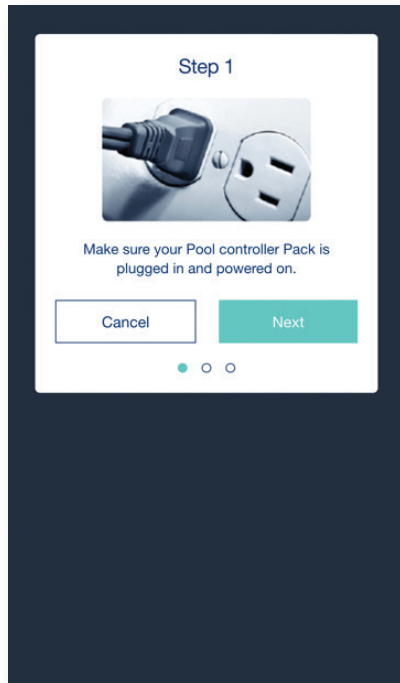 Step 1
Make sure your Pool controller Pack is
plugged in and powered on.
Cancel
Next